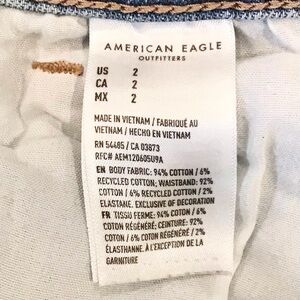 AMERICAN EAGLE
OUTFITTERS
US 2
CA 2
MX 2
MADE IN VIETNAM / FABRIQUÉ AU
VIETNAM / HECHO EN VIETNAM
RN 54485 / CA 03873
RFC# AEM120605U9A
EN BODY FABRIC: 94% COTTON / 6%
RECYCLED COTTON; WAISTBAND: 92%
COTTON / 6% RECYCLED COTTON / 2%
ELASTANE. EXCLUSIVE OF DECORATION
FR TISSU FERME: 94% COTON / 6%
COTON RÉGÉNÉRÉ; CEINTURE: 92%
COTON / 6% COTON RÉGÉNÉRÉ / 2%
ÉLASTHANNE. À L'EXCEPTION DE LA
GARNITURE